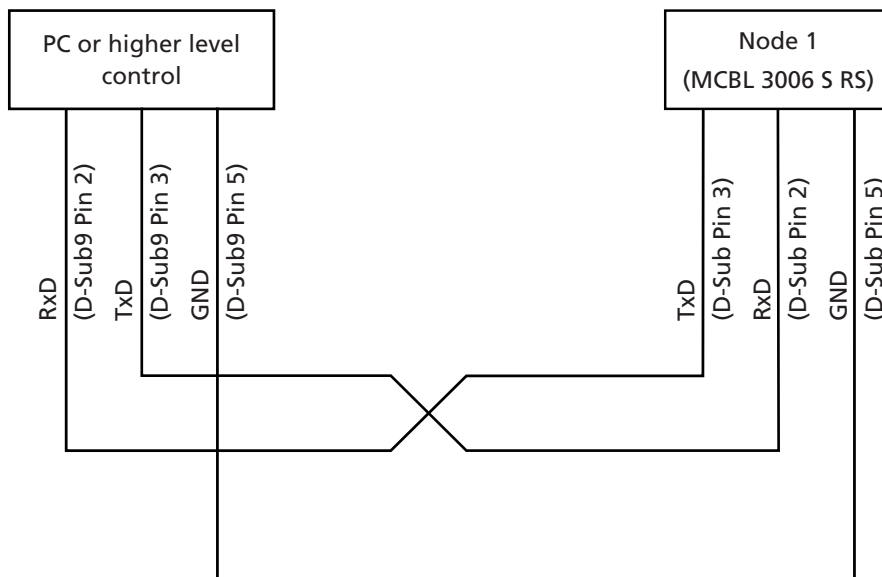 PC or higher level
control
Node 1
(MCBL 3006 S RS)
RxD
(D-Sub9 Pin 2)
TxD
(D-Sub9 Pin 3)
GND
(D-Sub9 Pin 5)
TxD
(D-Sub Pin 3)
RxD
(D-Sub Pin 2)
GND
(D-Sub Pin 5)